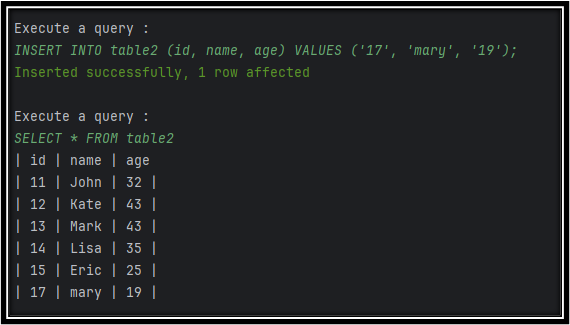 Execute a query :
INSERT INTO table2 (id, name, age) VALUES ('17', 'mary', '19');
Inserted successfully, 1 row affected
Execute a query :
SELECT * FROM table2
| id | name | age
| 11 | John | 32 |
| 12 | Kate | 43 |
| 13 | Mark | 43 |
| 14 | Lisa | 35 |
| 15 | Eric | 25 |
| 17 | mary | 19 |